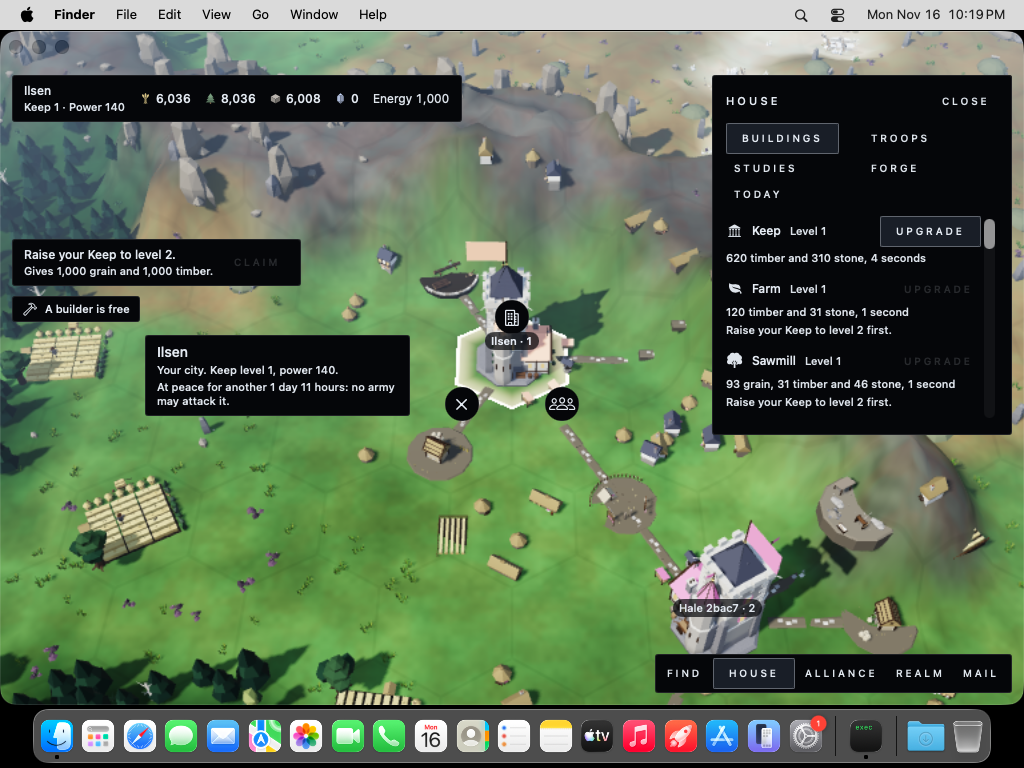 Finder File Edit View Go Window Help Mon Nov 16 10:19 PM
Ilsen
Keep 1 · Power 140
6,036 8,036 6,008 0 Energy 1,000
HOUSE CLOSE
BUILDINGS TROOPS
STUDIES FORGE
TODAY
Keep Level 1 UPGRADE
620 timber and 310 stone, 4 seconds
Farm Level 1 UPGRADE
120 timber and 31 stone, 1 second
Raise your Keep to level 2 first.
Sawmill Level 1 UPGRADE
93 grain, 31 timber and 46 stone, 1 second
Raise your Keep to level 2 first.
Raise your Keep to level 2.
Gives 1,000 grain and 1,000 timber.
CLAIM
A builder is free
Ilsen
Your city. Keep level 1, power 140.
At peace for another 1 day 11 hours: no army
may attack it.
Ilsen · 1
Hale 2bac7 · 2
FIND HOUSE ALLIANCE REALM MAIL
Mon
16
tv
1
exec